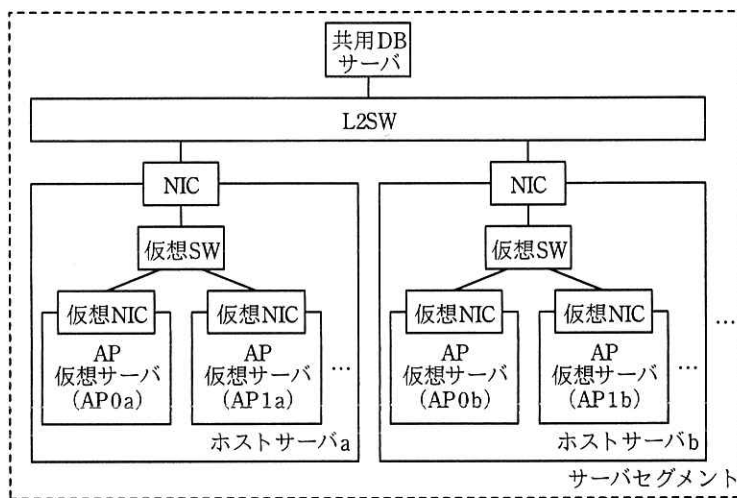 共用DB
サーバ
L2SW
NIC
NIC
仮想SW
仮想SW
仮想NIC
仮想NIC
仮想NIC
仮想NIC
AP
仮想サーバ
(AP0a)
AP
仮想サーバ
(AP1a)
…
AP
仮想サーバ
(AP0b)
AP
仮想サーバ
(AP1b)
…
…
ホストサーバa
ホストサーバb
サーバセグメント